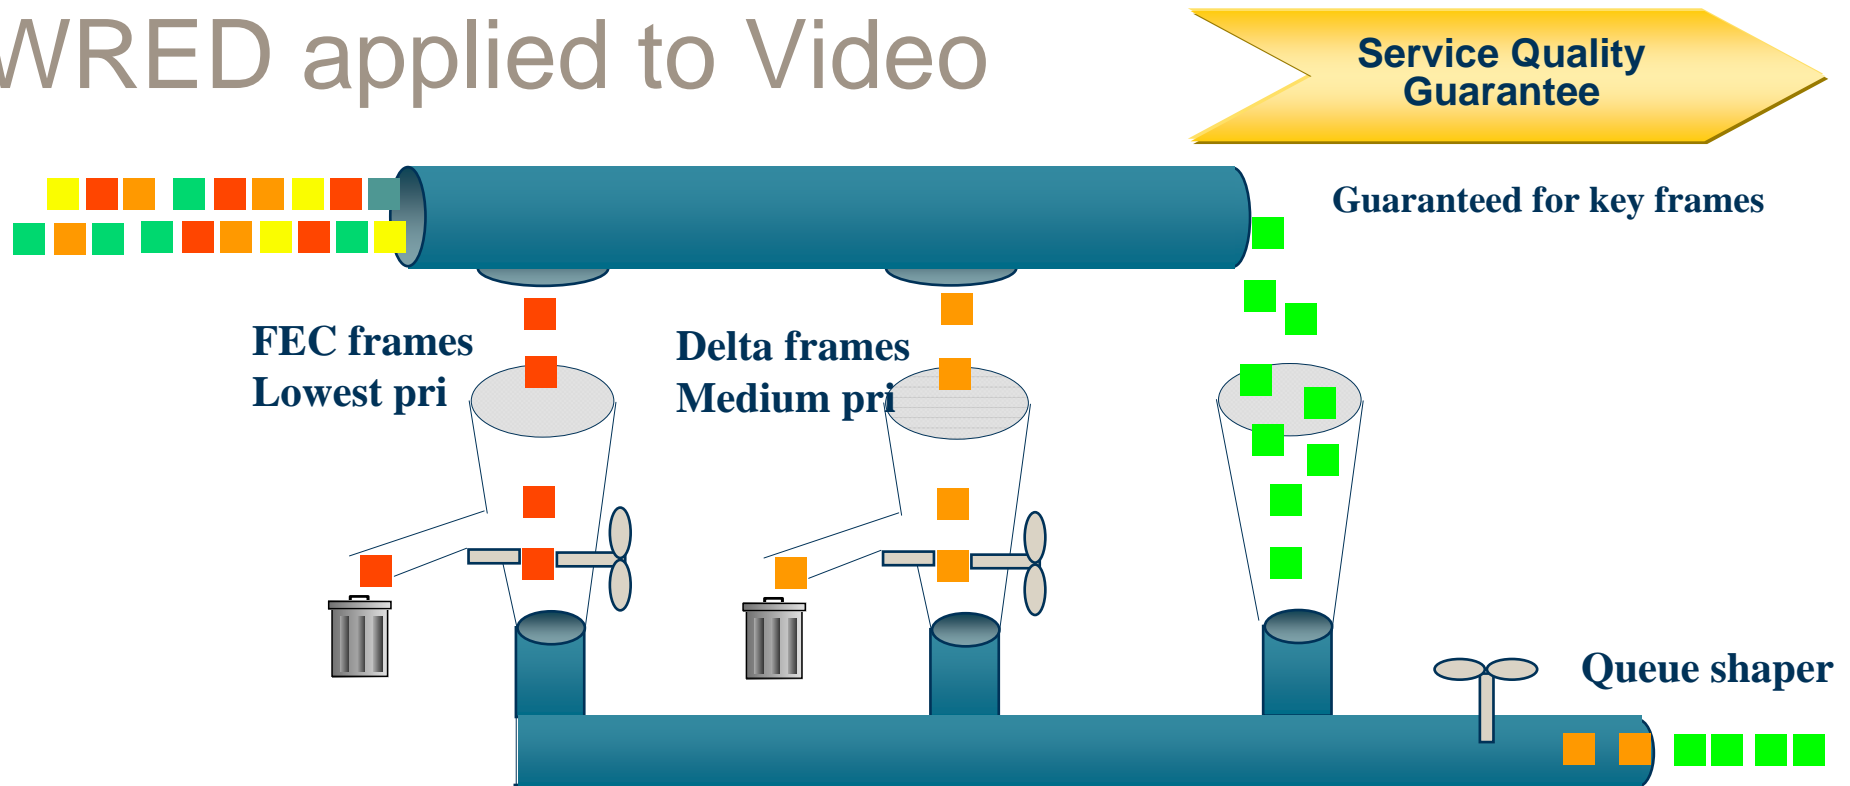 WRED applied to Video
Service Quality
Guarantee
Guaranteed for key frames
FEC frames
Lowest pri
Delta frames
Medium pri
Queue shaper